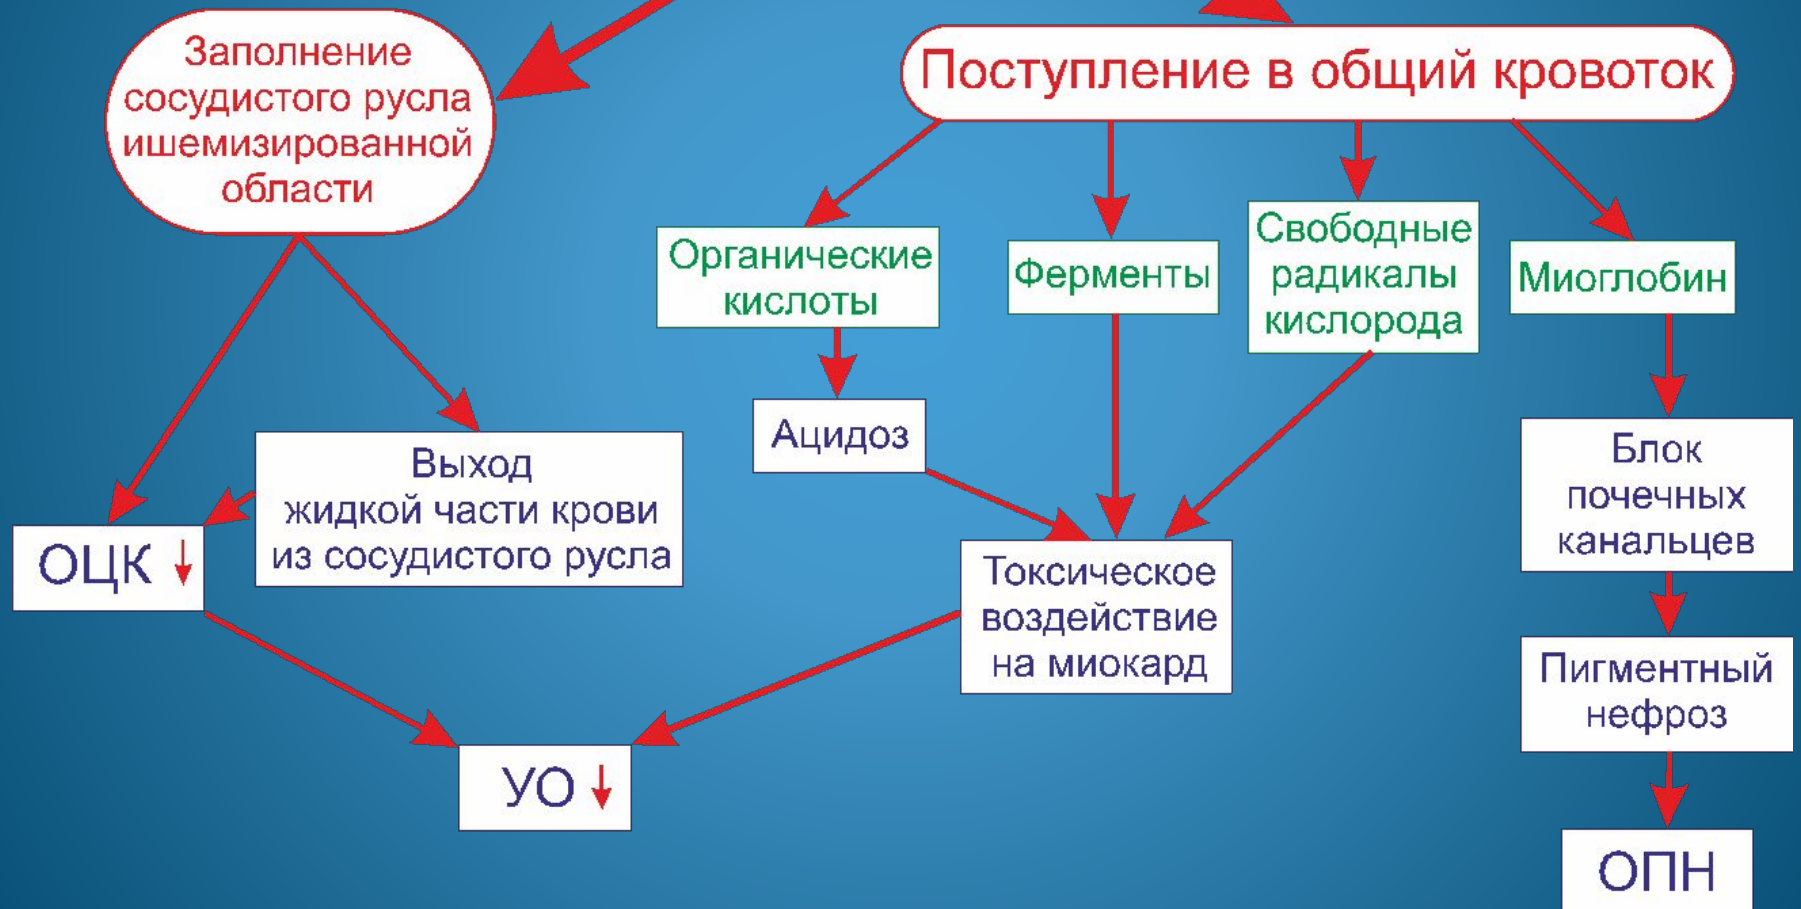 Заполнение
сосудистого русла
ишемизированной
области
Поступление в общий кровоток
Органические
кислоты
Ферменты
Свободные
радикалы
кислорода
Миоглобин
Ацидоз
Выход
жидкой части крови
из сосудистого русла
ОЦК ↓
Блок
почечных
канальцев
Токсическое
воздействие
на миокард
Пигментный
нефроз
УО ↓
ОПН